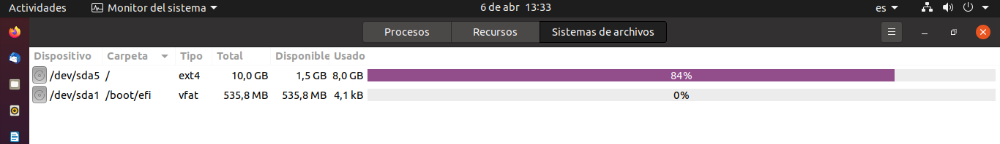 Actividades Monitor del sistema 6 de abr 13:33 es
Procesos Recursos Sistemas de archivos
Dispositivo Carpeta Tipo Total Disponible Usado
/dev/sda5 / ext4 10,0 GB 1,5 GB 8,0 GB 84%
/dev/sda1 /boot/efi vfat 535,8 MB 535,8 MB 4,1 kB 0%